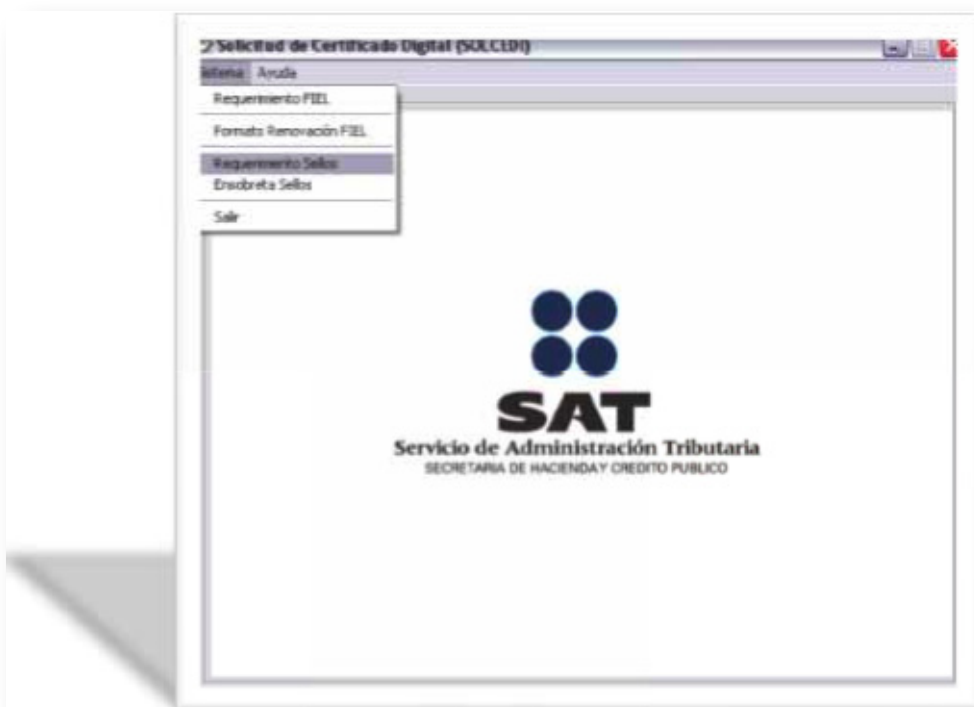 Solicitud de Certificado Digital (SOLCEDI)
Ayuda
Requerimiento FIEL
Formato Renovación FIEL
Requerimento Sellos
Ensobreta Sellos
Salir
SAT
Servicio de Administración Tributaria
SECRETARIA DE HACIENDA Y CREDITO PUBLICO